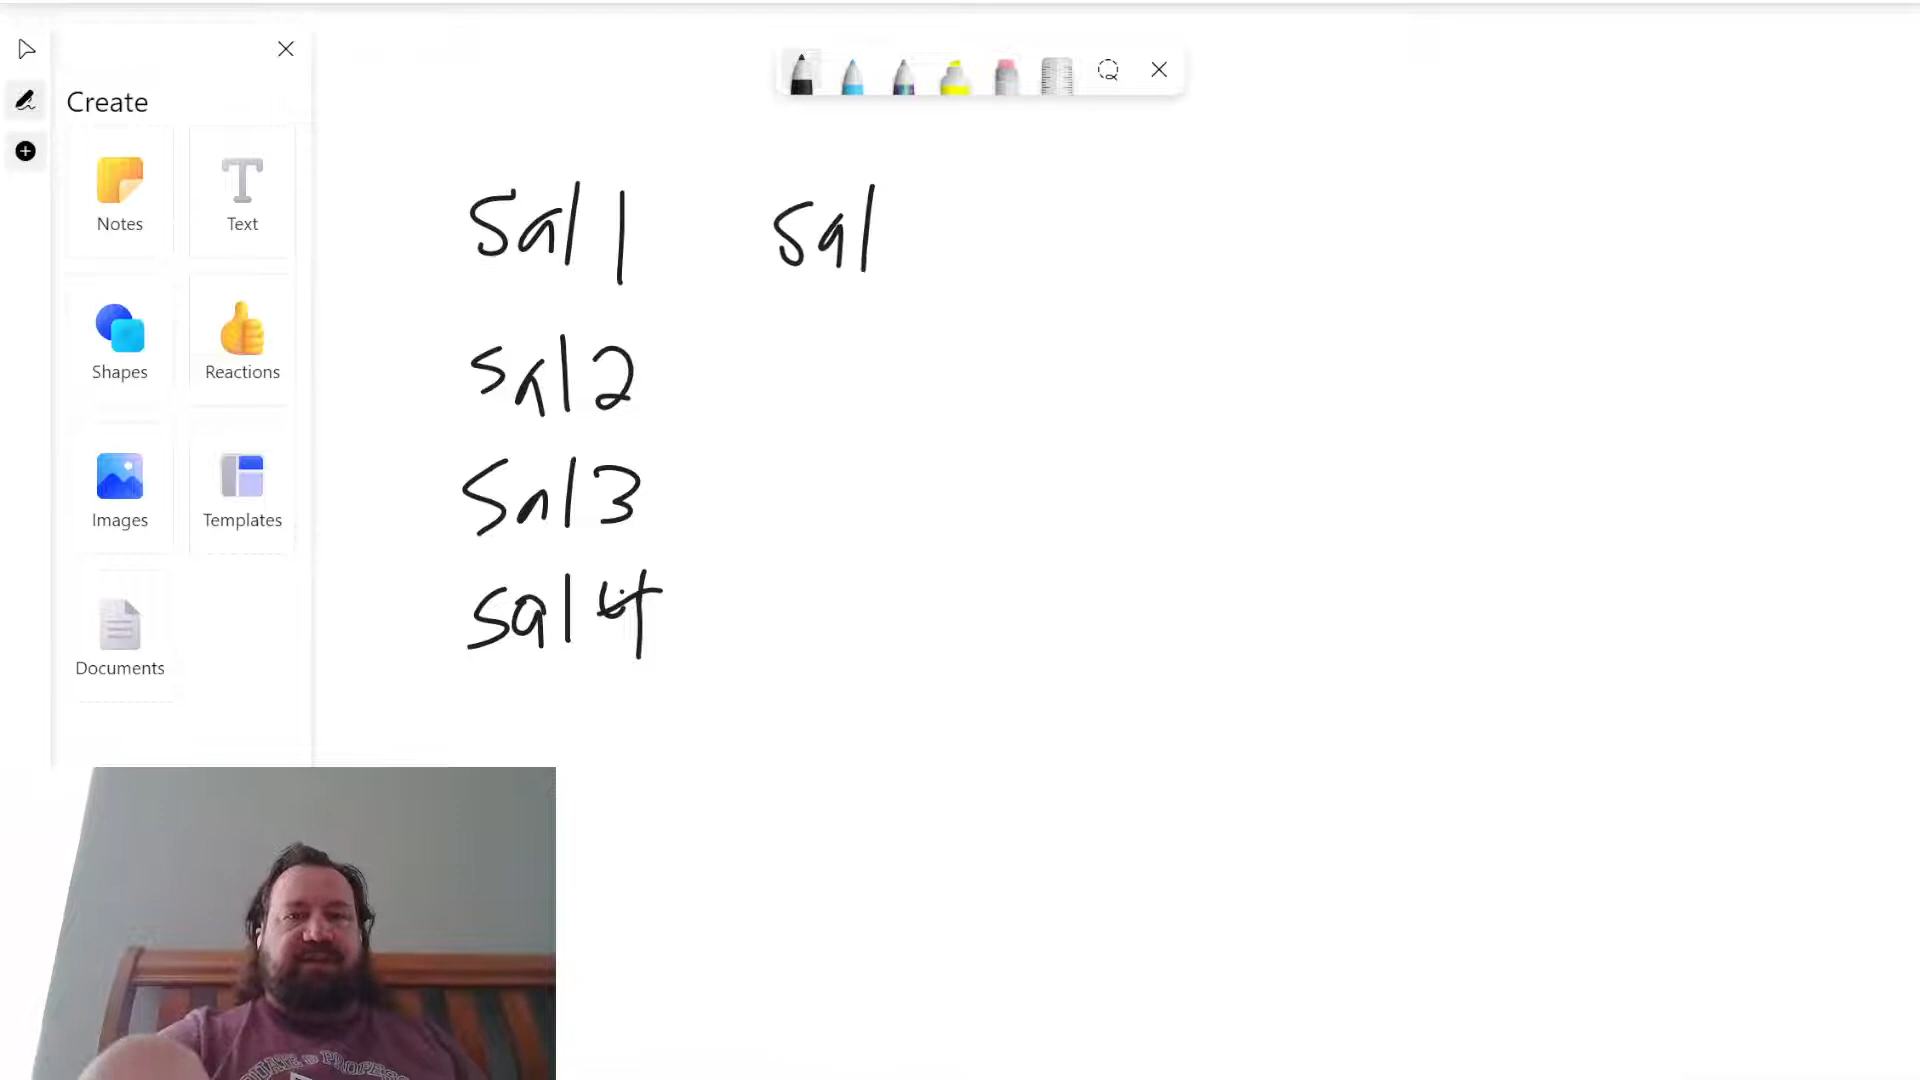 Create
Notes
Text
Shapes
Reactions
Images
Templates
Documents
sal 1 sal
sal 2
sal 3
sal 4